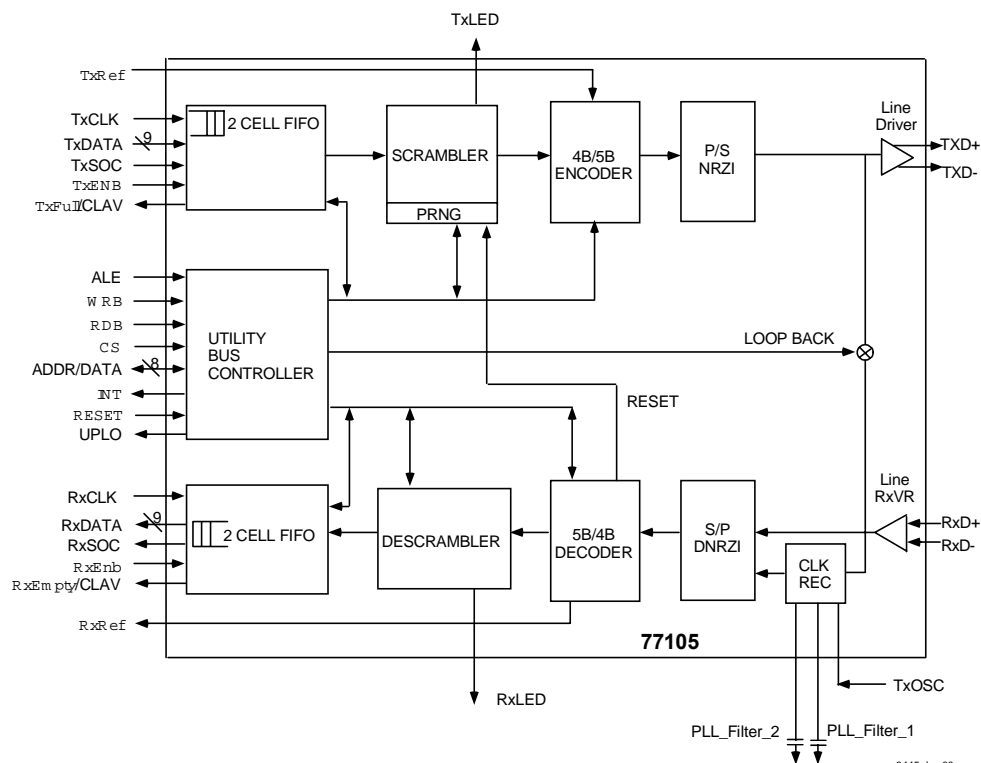 TxLED
TxRef
TxCLK
TxDATA
9
TxSOC
TxENB
TxFull/CLAV
2 CELL FIFO
SCRAMBLER
PRNG
4B/5B
ENCODER
P/S
NRZI
Line
Driver
TXD+
TXD-
ALE
WRB
RDB
CS
ADDR/DATA
8
INT
RESET
UPLO
UTILITY
BUS
CONTROLLER
LOOP BACK
RESET
RxCLK
RxDATA
9
RxSOC
RxEnb
RxEmpty/CLAV
RxRef
2 CELL FIFO
DESCRAMBLER
5B/4B
DECODER
S/P
DNRZI
Line
RxVR
RxD+
RxD-
CLK
REC
77105
RxLED
TxOSC
PLL_Filter_2
PLL_Filter_1